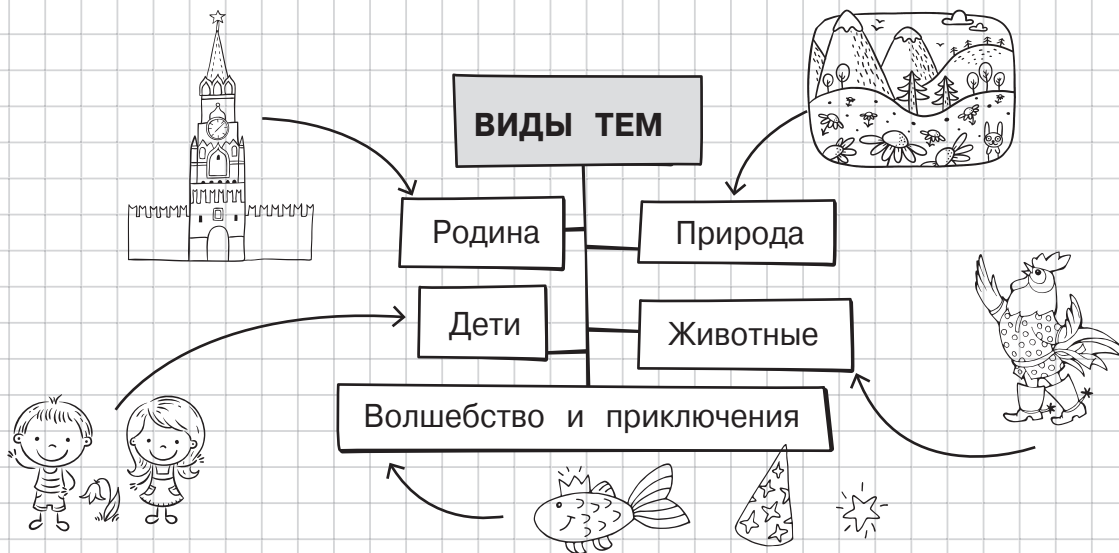 ВИДЫ ТЕМ
Родина
Природа
Дети
Животные
Волшебство и приключения